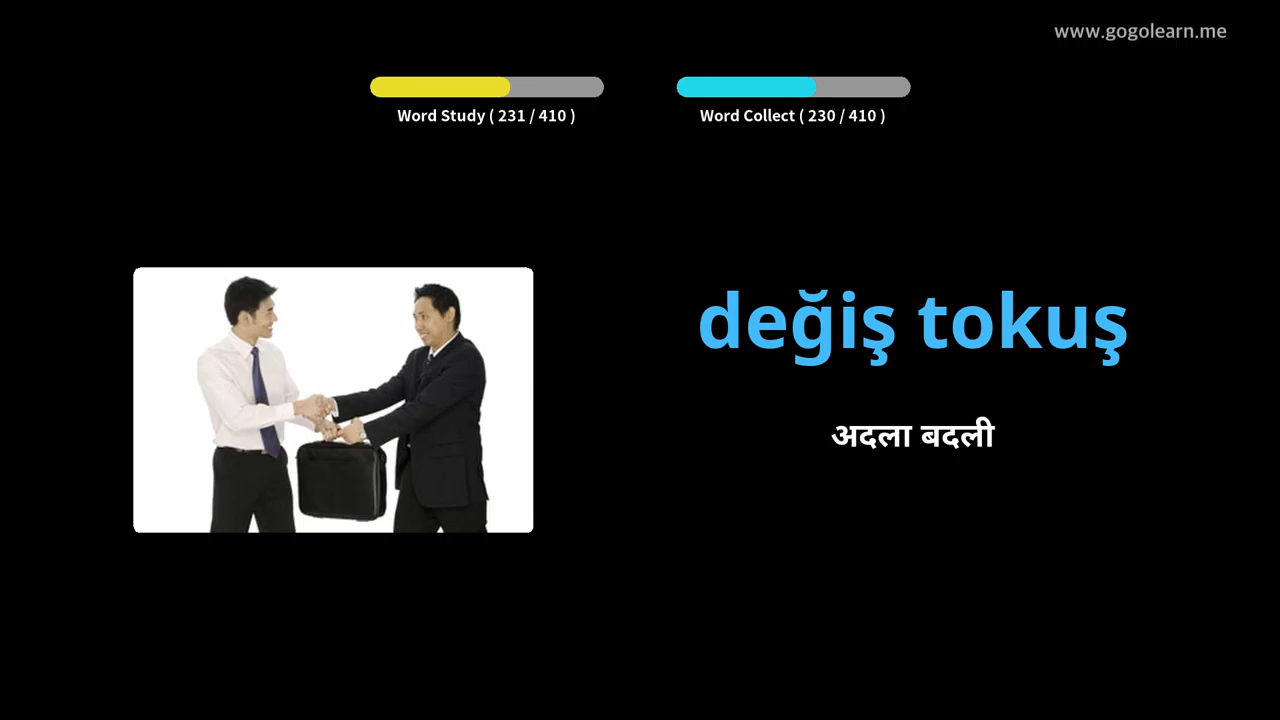 www.gogolearn.me
Word Study ( 231 / 410 )
Word Collect ( 230 / 410 )
değiş tokuş
अदला बदली